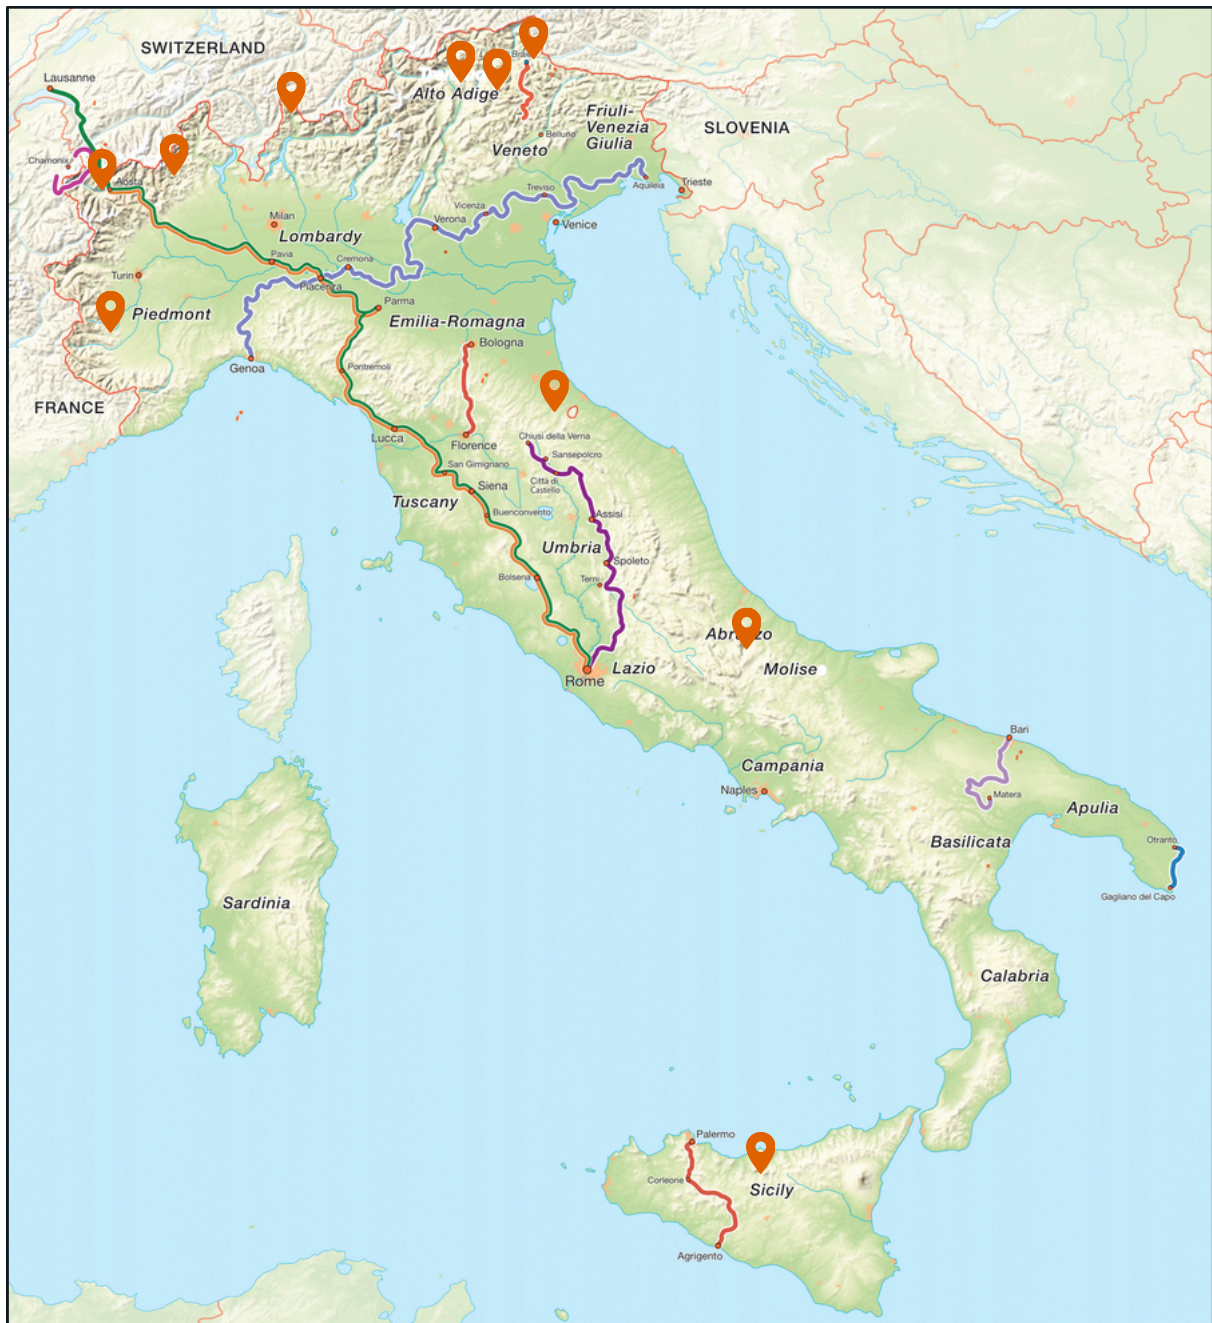 SWITZERLAND
Lausanne
Alto Adige
Friuli-
Venezia
Giulia
SLOVENIA
Belluno
Veneto
Chamonix
Aosta
Treviso
Aquileia
Trieste
Vicenza
Verona
Venice
Milan
Lombardy
Pavia
Cremona
Turin
Piacenza
Parma
Piedmont
Emilia-Romagna
Bologna
Genoa
Pontremoli
FRANCE
Lucca
Florence
Chiusi della Verna
Sansepolcro
San Gimignano
Città di
Castello
Siena
Tuscany
Buenconvento
Assisi
Umbria
Spoleto
Bolsena
Terni
Abruzzo
Lazio
Molise
Rome
Bari
Campania
Naples
Matera
Apulia
Basilicata
Otranto
Gagliano del Capo
Sardinia
Calabria
Palermo
Corleone
Sicily
Agrigento